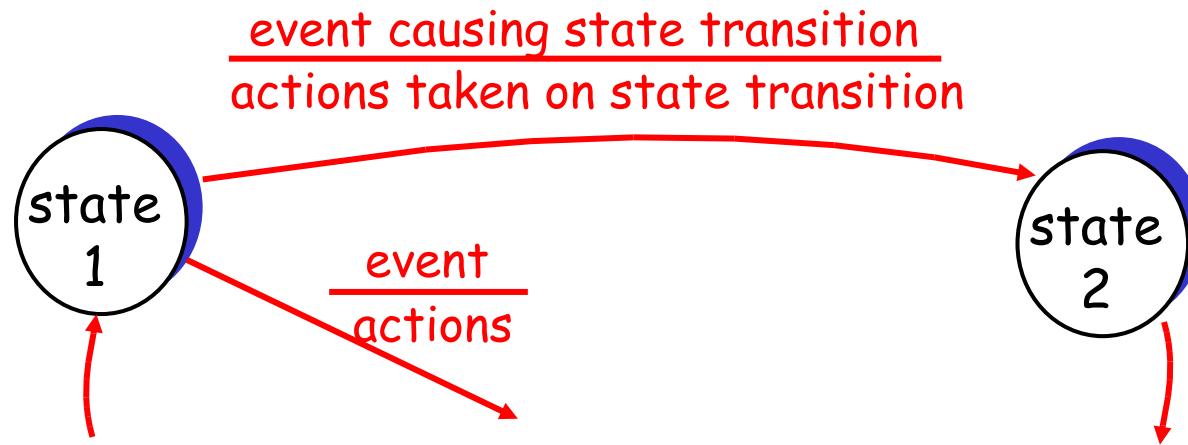 event causing state transition
actions taken on state transition
state
1
event
actions
state
2